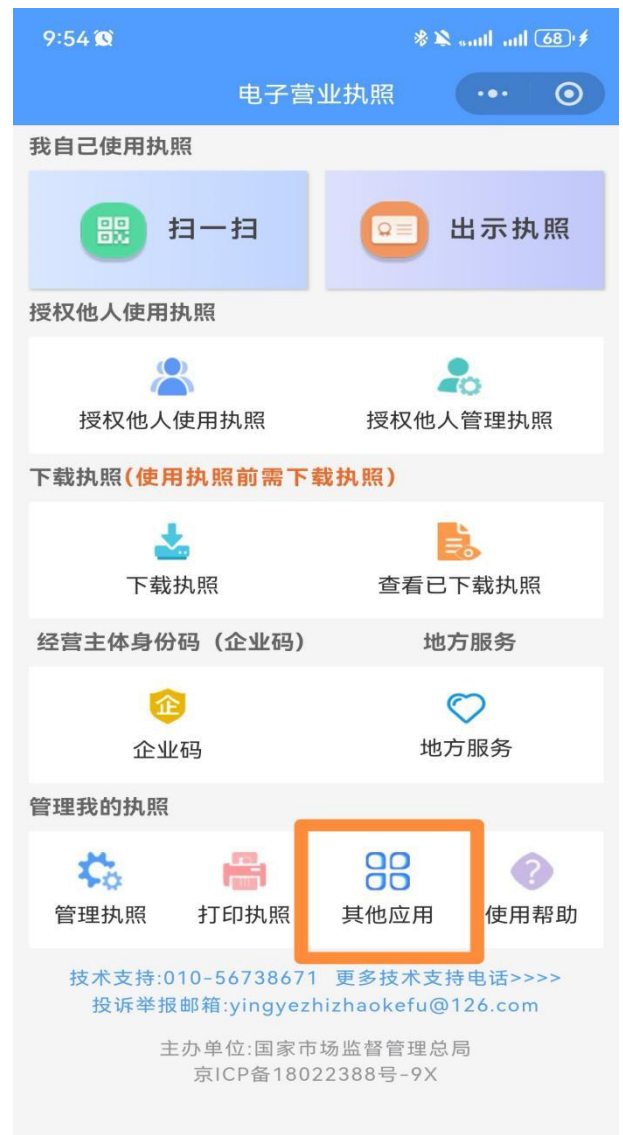 9:54
68
电子营业执照
我自己使用执照
扫一扫
出示执照
授权他人使用执照
授权他人使用执照
授权他人管理执照
下载执照(使用执照前需下载执照)
下载执照
查看已下载执照
经营主体身份码（企业码）
地方服务
企
企业码
地方服务
管理我的执照
?
管理执照
打印执照
其他应用
使用帮助
技术支持:010-56738671 更多技术支持电话>>>>
投诉举报邮箱:yingyezhizhaokefu@126.com
主办单位:国家市场监督管理总局
京ICP备18022388号-9X